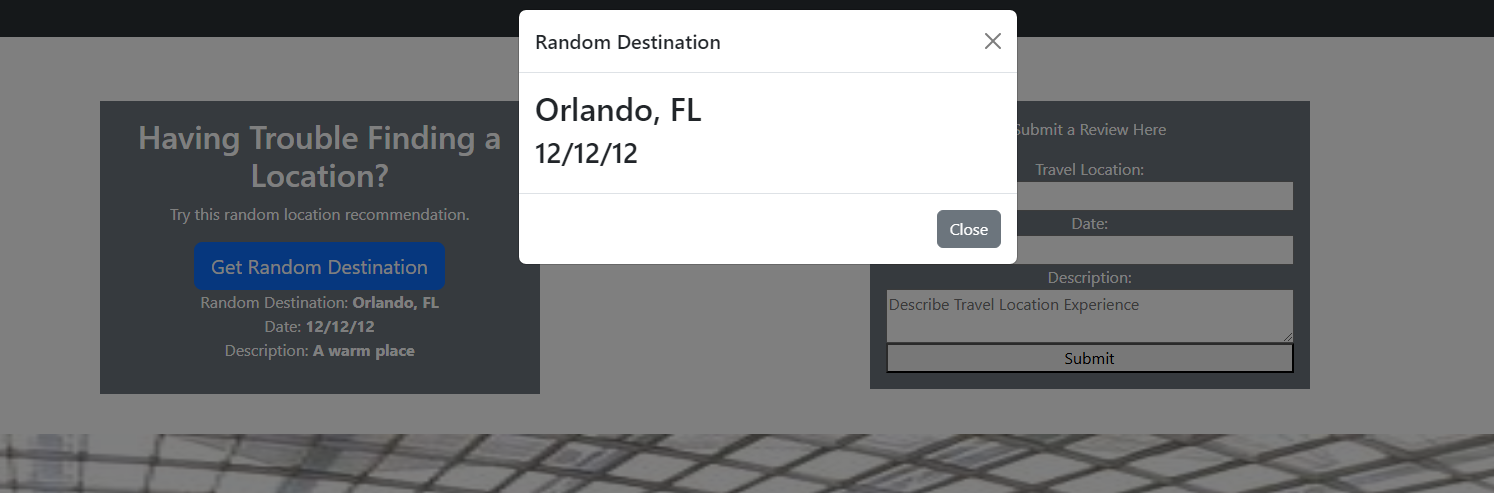 Random Destination
Orlando, FL
12/12/12
Close
Having Trouble Finding a
Location?
Try this random location recommendation.
Get Random Destination
Random Destination: Orlando, FL
Date: 12/12/12
Description: A warm place
Submit a Review Here
Travel Location:
Date:
Description:
Describe Travel Location Experience
Submit